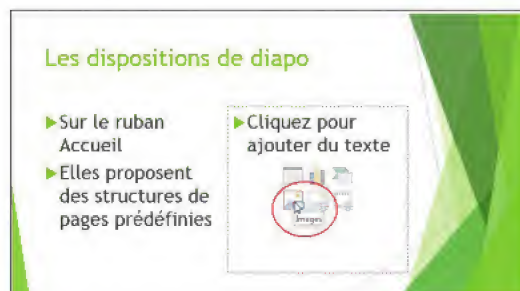 Les dispositions de diapo
Sur le ruban
Accueil
Elles proposent
des structures de
pages prédéfinies
Cliquez pour
ajouter du texte
Images